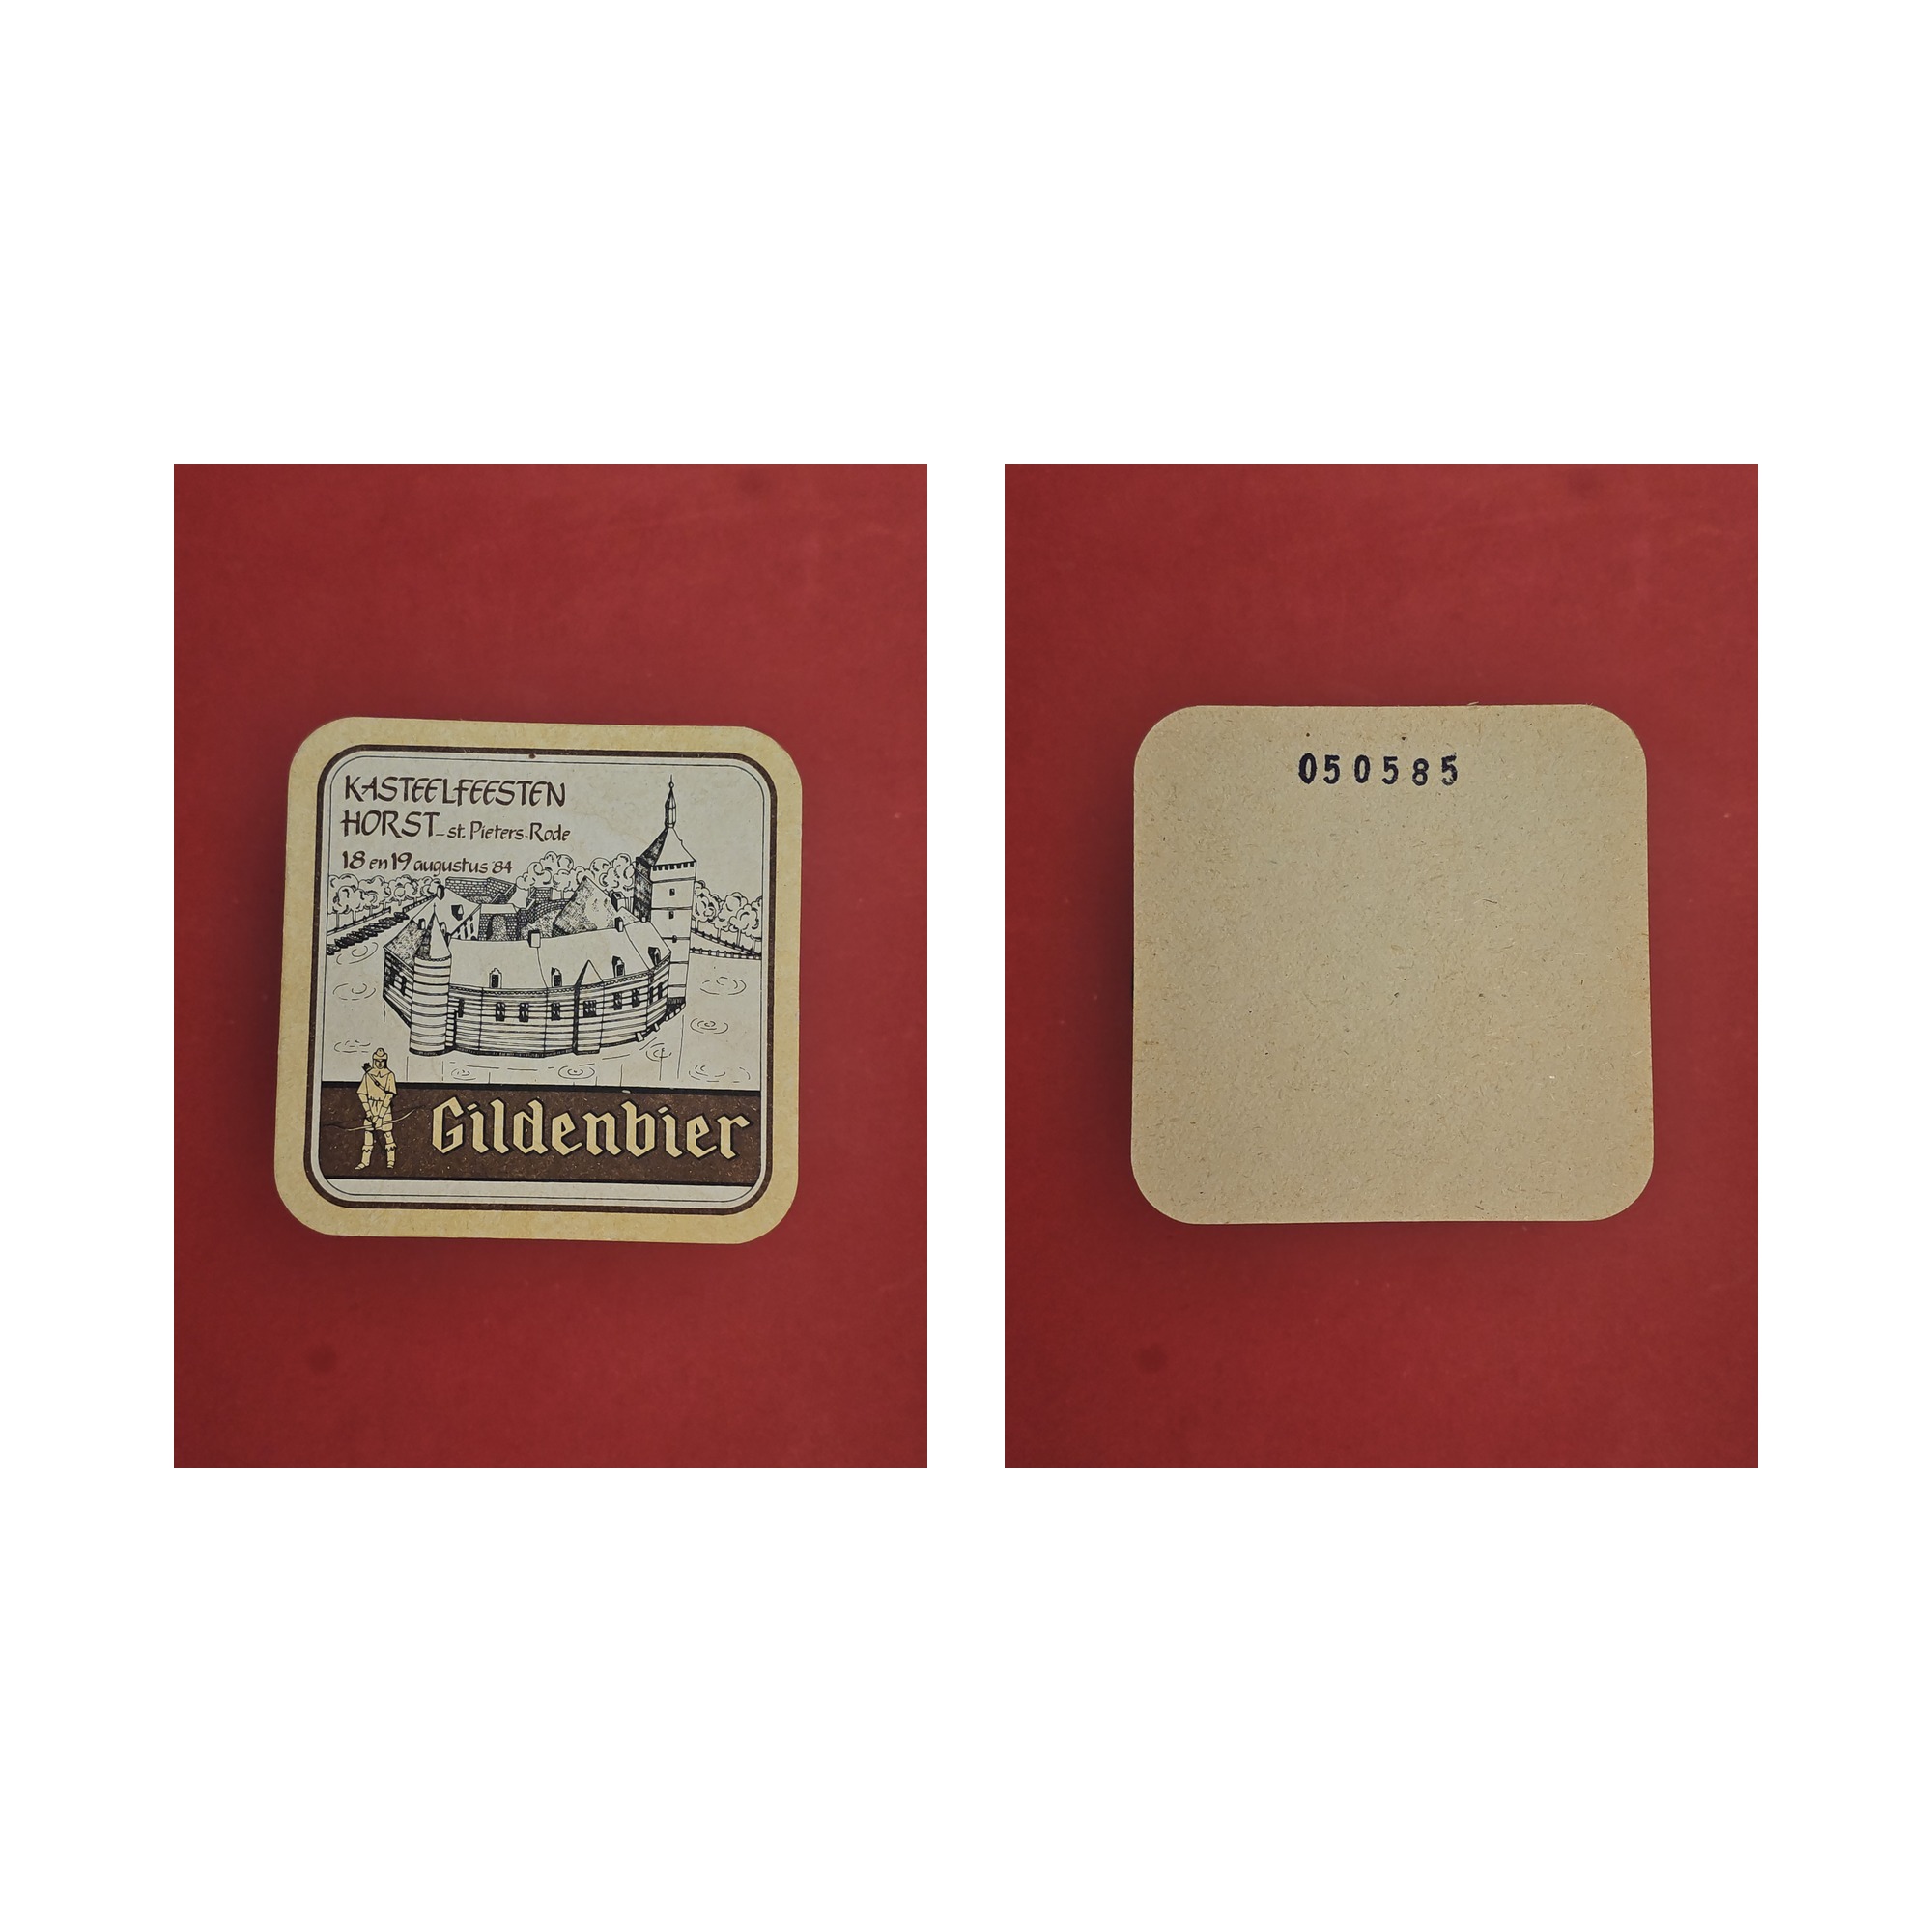 KASTEELFEESTEN
HORST - st. Pieters-Rode
18 en 19 augustus '84
Gildenbier
050585